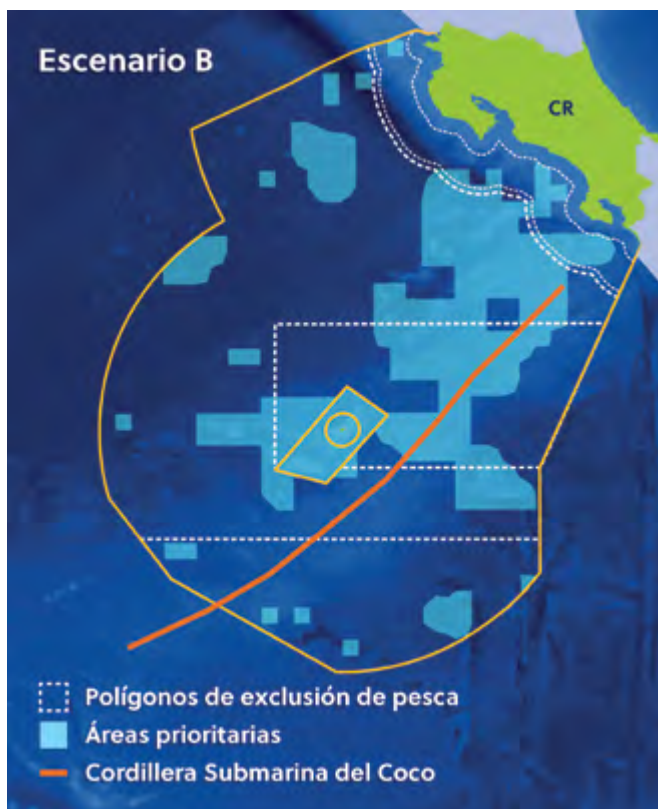 Escenario B
CR
Polígonos de exclusión de pesca
Áreas prioritarias
Cordillera Submarina del Coco